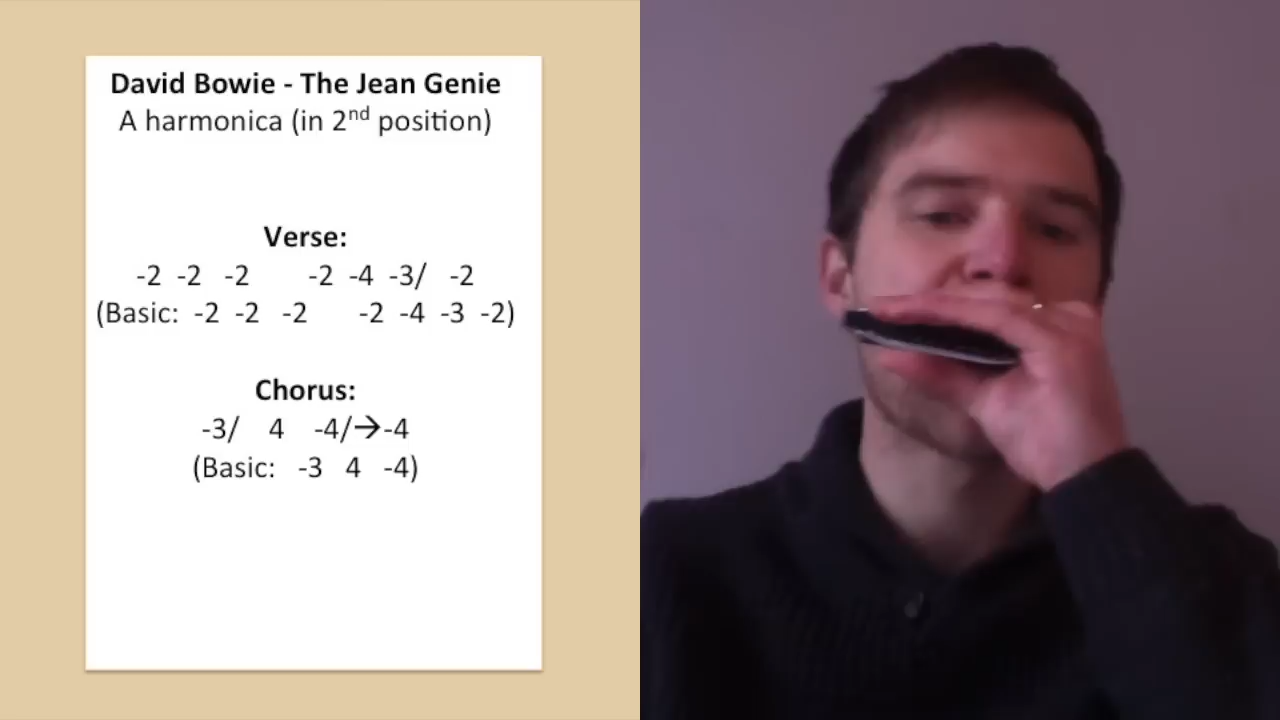 David Bowie - The Jean Genie
A harmonica (in 2nd position)
Verse:
-2 -2 -2 -2 -4 -3/ -2
(Basic: -2 -2 -2 -2 -4 -3 -2)
Chorus:
-3/ 4 -4/→-4
(Basic: -3 4 -4)